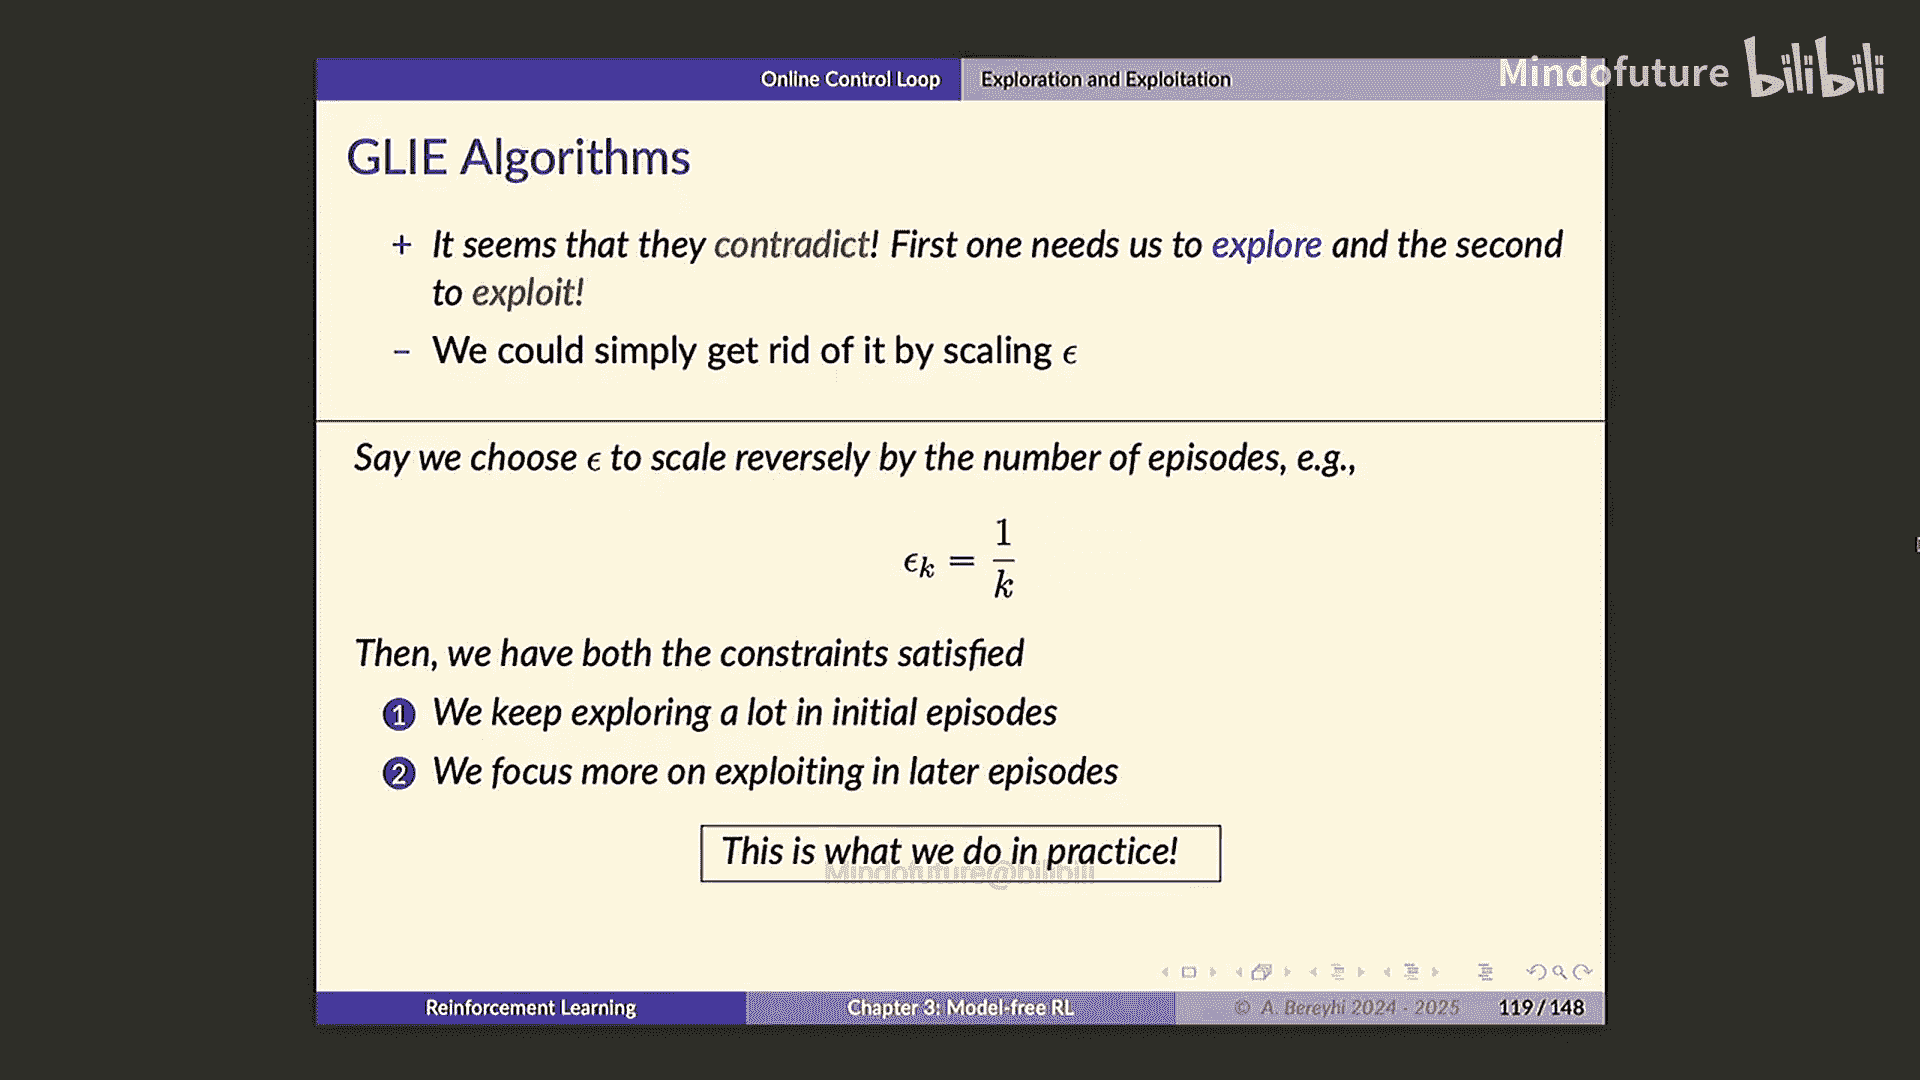 Online Control Loop Exploration and Exploitation
Mindofuture bilibili
GLIE Algorithms
+ It seems that they contradict! First one needs us to explore and the second
to exploit!
– We could simply get rid of it by scaling ϵ
Say we choose ϵ to scale reversely by the number of episodes, e.g.,
ϵk = 1/k
Then, we have both the constraints satisfied
1 We keep exploring a lot in initial episodes
2 We focus more on exploiting in later episodes
This is what we do in practice!
Mindofuture@bilibili
Reinforcement Learning Chapter 3: Model-free RL © A. Bereyhi 2024 - 2025 119 / 148